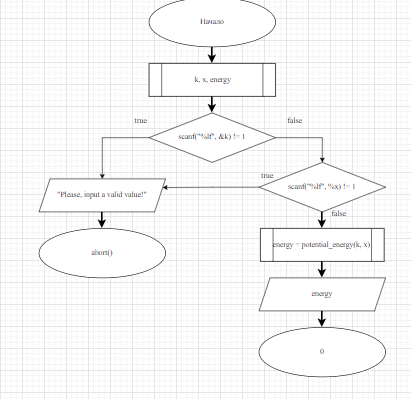 Начало
k, x, energy
true
false
scanf("%lf", &k) != 1
true
scanf("%lf", %x) != 1
"Please, input a valid value!"
false
energy = potential_energy(k, x)
abort()
energy
0